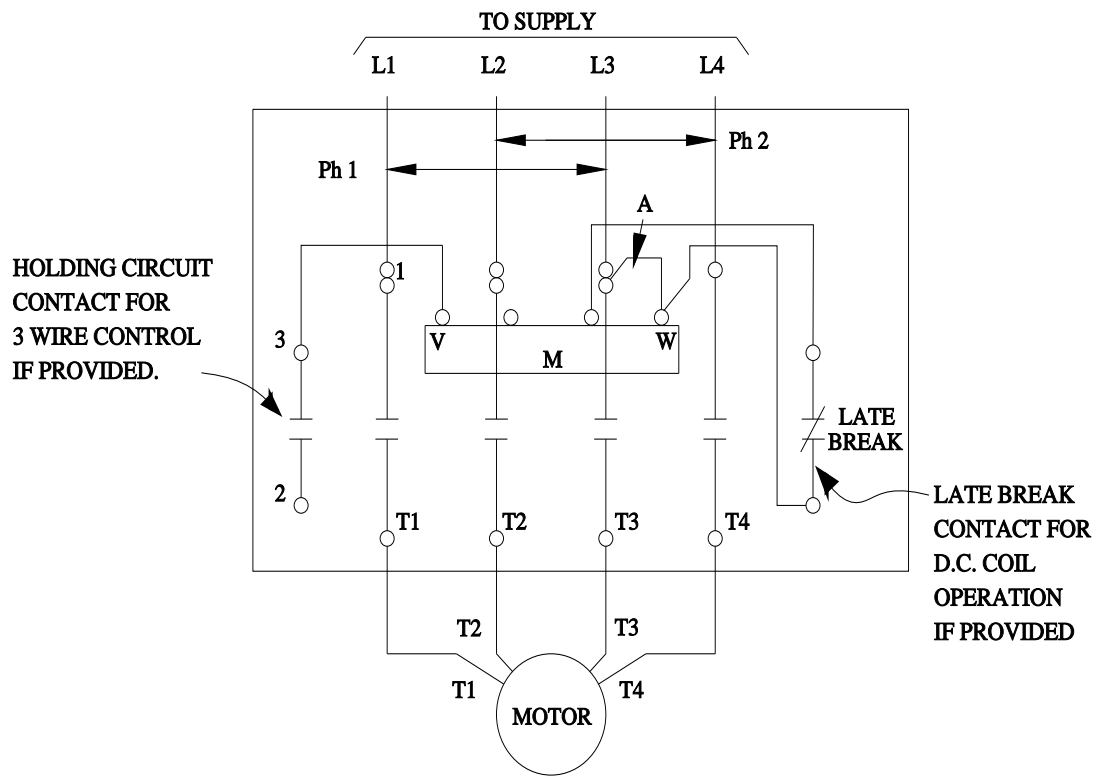 TO SUPPLY
L1 L2 L3 L4
Ph 2
Ph 1
A
HOLDING CIRCUIT
CONTACT FOR
3 WIRE CONTROL
IF PROVIDED.
1
3
V
M
W
LATE
BREAK
2
T1 T2 T3 T4
LATE BREAK
CONTACT FOR
D.C. COIL
OPERATION
IF PROVIDED
T2 T3
T1 T4
MOTOR